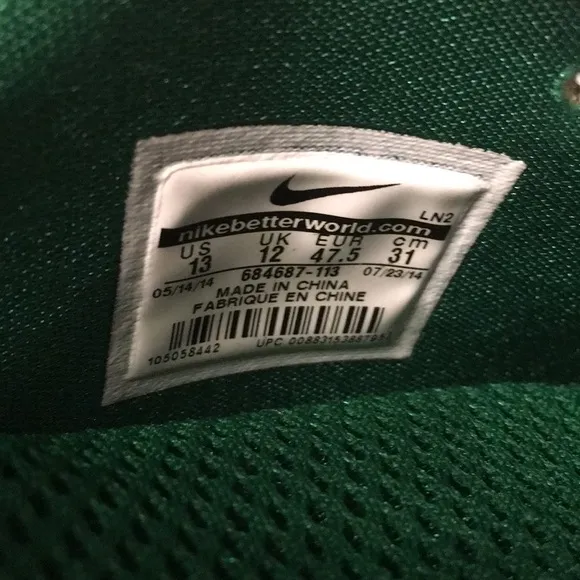 LN2
nikebetterworld.com
US UK EUR cm
13 12 47.5 31
05/14/14 684687-113 07/23/14
MADE IN CHINA
FABRIQUE EN CHINE
105058442 UPC